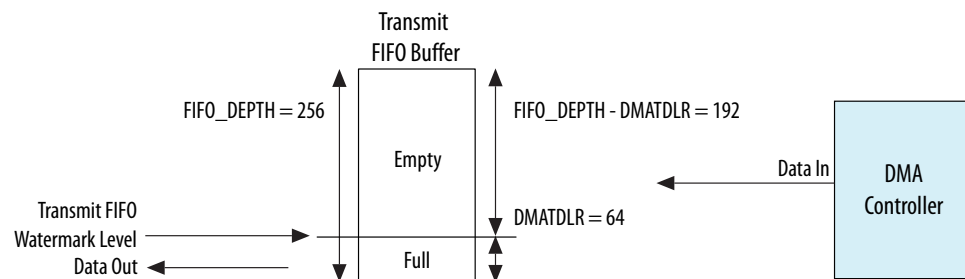 Transmit
FIFO Buffer
FIFO_DEPTH = 256
FIFO_DEPTH - DMATDLR = 192
Empty
Data In
DMA
Controller
Transmit FIFO
Watermark Level
DMATDLR = 64
Data Out
Full